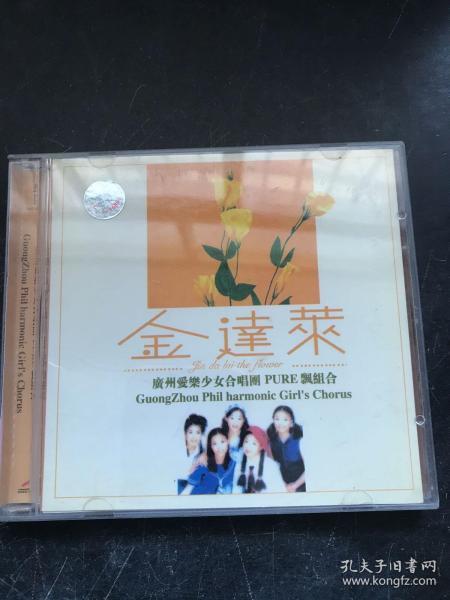 金達萊
Jin da lai-the flower
廣州愛樂少女合唱團 PURE 飄組合
GuongZhou Phil harmonic Girl's Chorus
GuongZhou Phil harmonic Girl's Chorus
孔夫子旧书网
www.kongfz.com